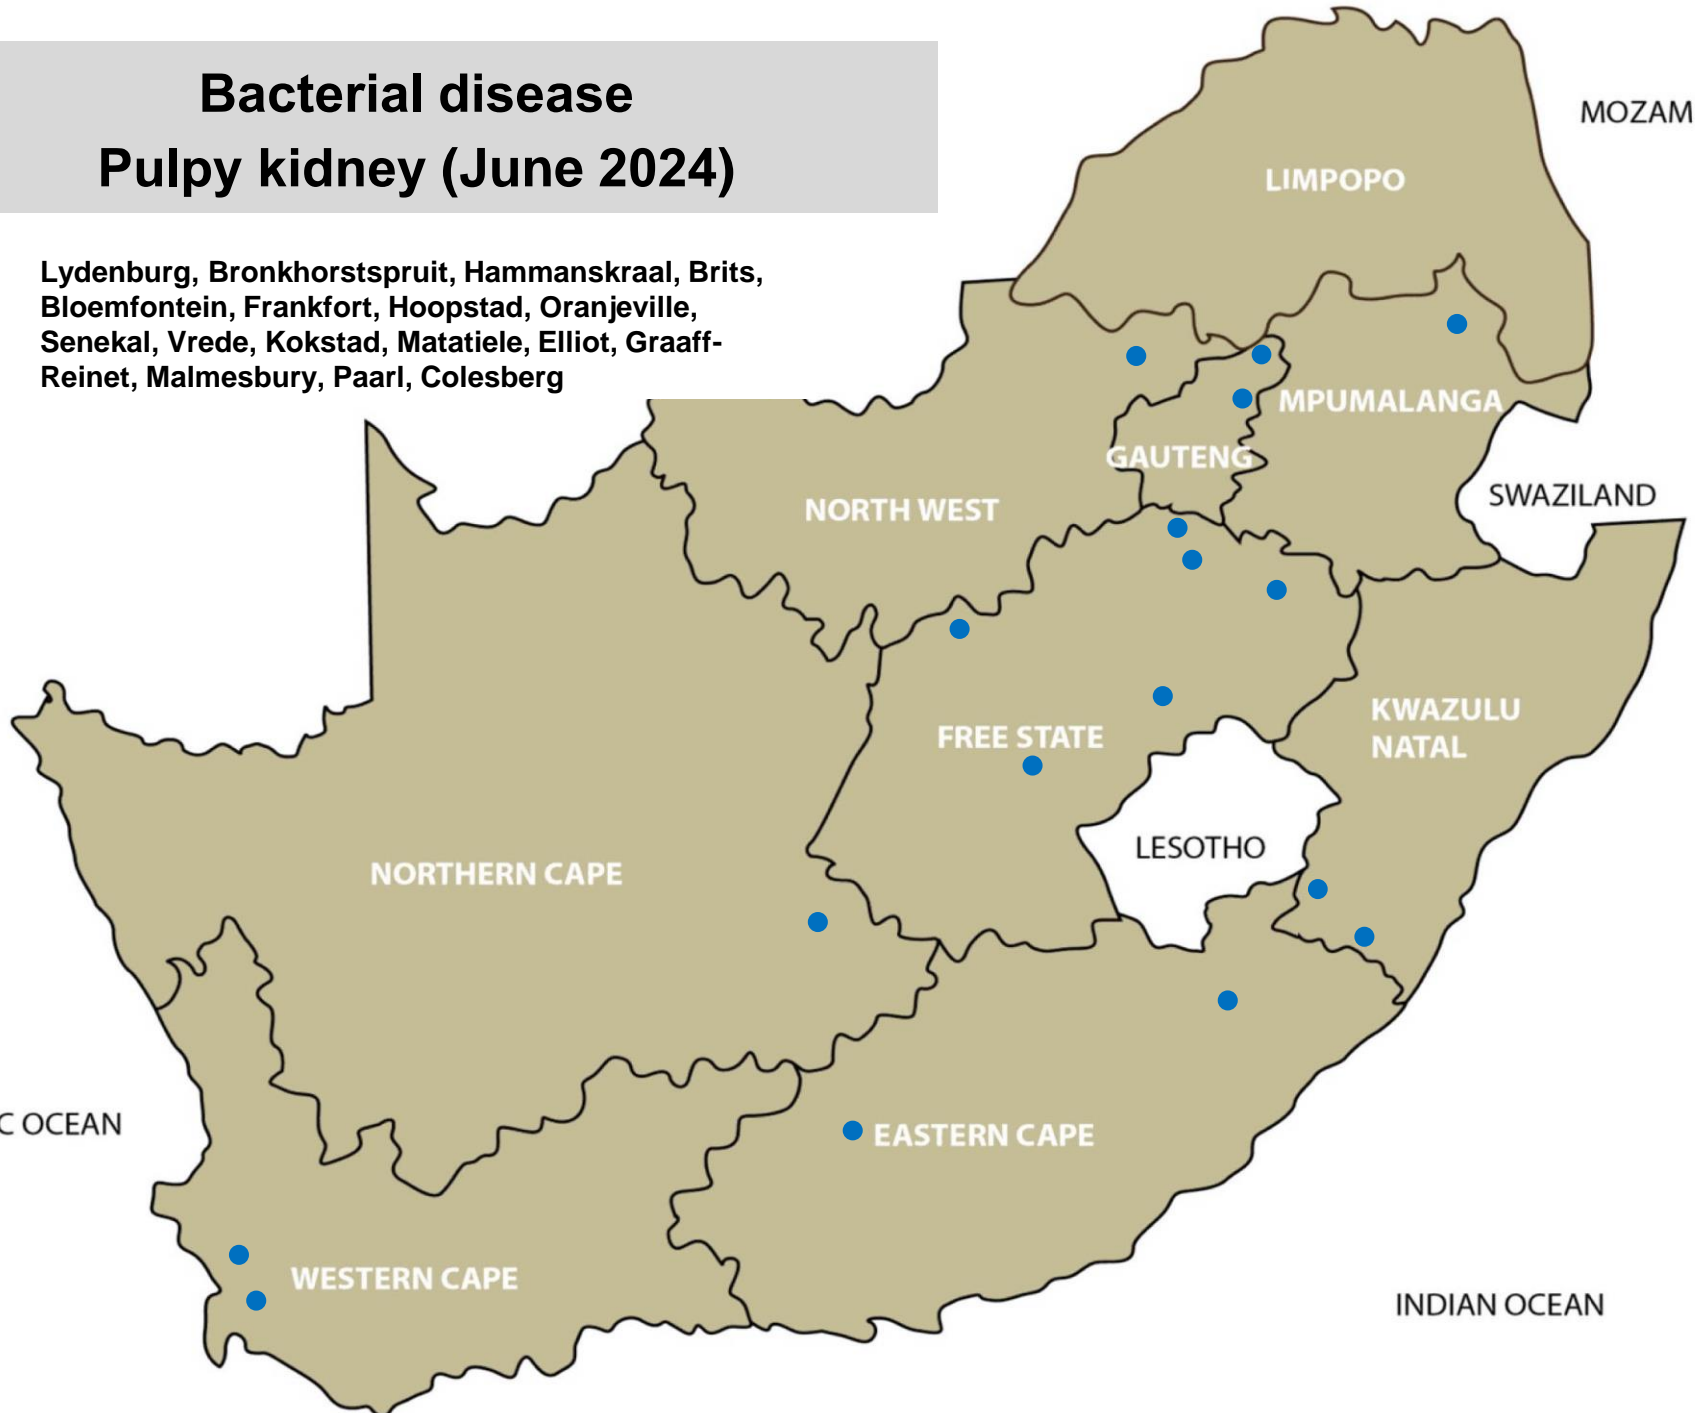 Bacterial disease
Pulpy kidney (June 2024)
Lydenburg, Bronkhorstspruit, Hammanskraal, Brits,
Bloemfontein, Frankfort, Hoopstad, Oranjeville,
Senekal, Vrede, Kokstad, Matatiele, Elliot, Graaff-
Reinet, Malmesbury, Paarl, Colesberg
MOZAM
LIMPOPO
MPUMALANGA
GAUTENG
SWAZILAND
NORTH WEST
KWAZULU
NATAL
FREE STATE
LESOTHO
NORTHERN CAPE
C OCEAN
EASTERN CAPE
WESTERN CAPE
INDIAN OCEAN